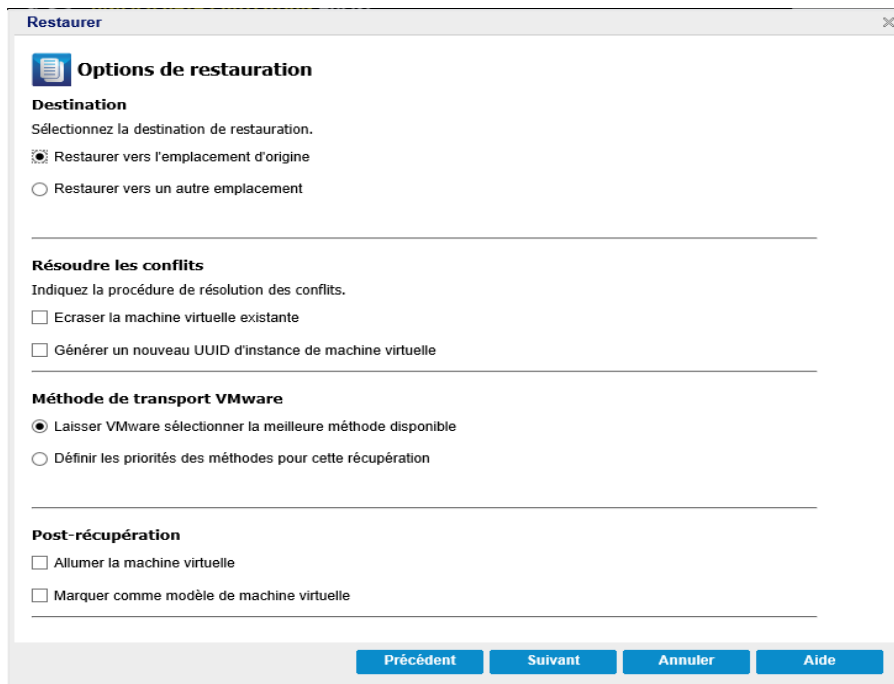 Restaurer
Options de restauration
Destination
Sélectionnez la destination de restauration.
Restaurer vers l'emplacement d'origine
Restaurer vers un autre emplacement
Résoudre les conflits
Indiquez la procédure de résolution des conflits.
Ecraser la machine virtuelle existante
Générer un nouveau UUID d'instance de machine virtuelle
Méthode de transport VMware
Laisser VMware sélectionner la meilleure méthode disponible
Définir les priorités des méthodes pour cette récupération
Post-récupération
Allumer la machine virtuelle
Marquer comme modèle de machine virtuelle
Précédent Suivant Annuler Aide